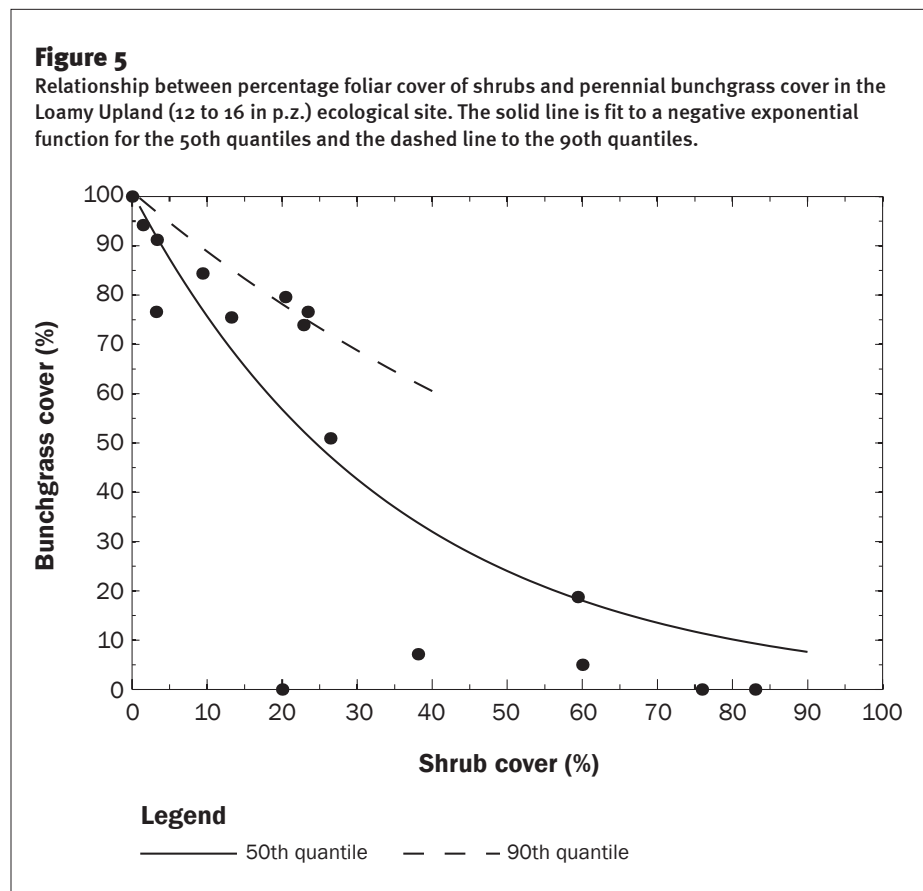 Figure 5
Relationship between percentage foliar cover of shrubs and perennial bunchgrass cover in the
Loamy Upland (12 to 16 in p.z.) ecological site. The solid line is fit to a negative exponential
function for the 50th quantiles and the dashed line to the 90th quantiles.
100
90
80
70
60
50
40
30
20
10
0
Bunchgrass cover (%)
0 10 20 30 40 50 60 70 80 90 100
Shrub cover (%)
Legend
50th quantile 90th quantile